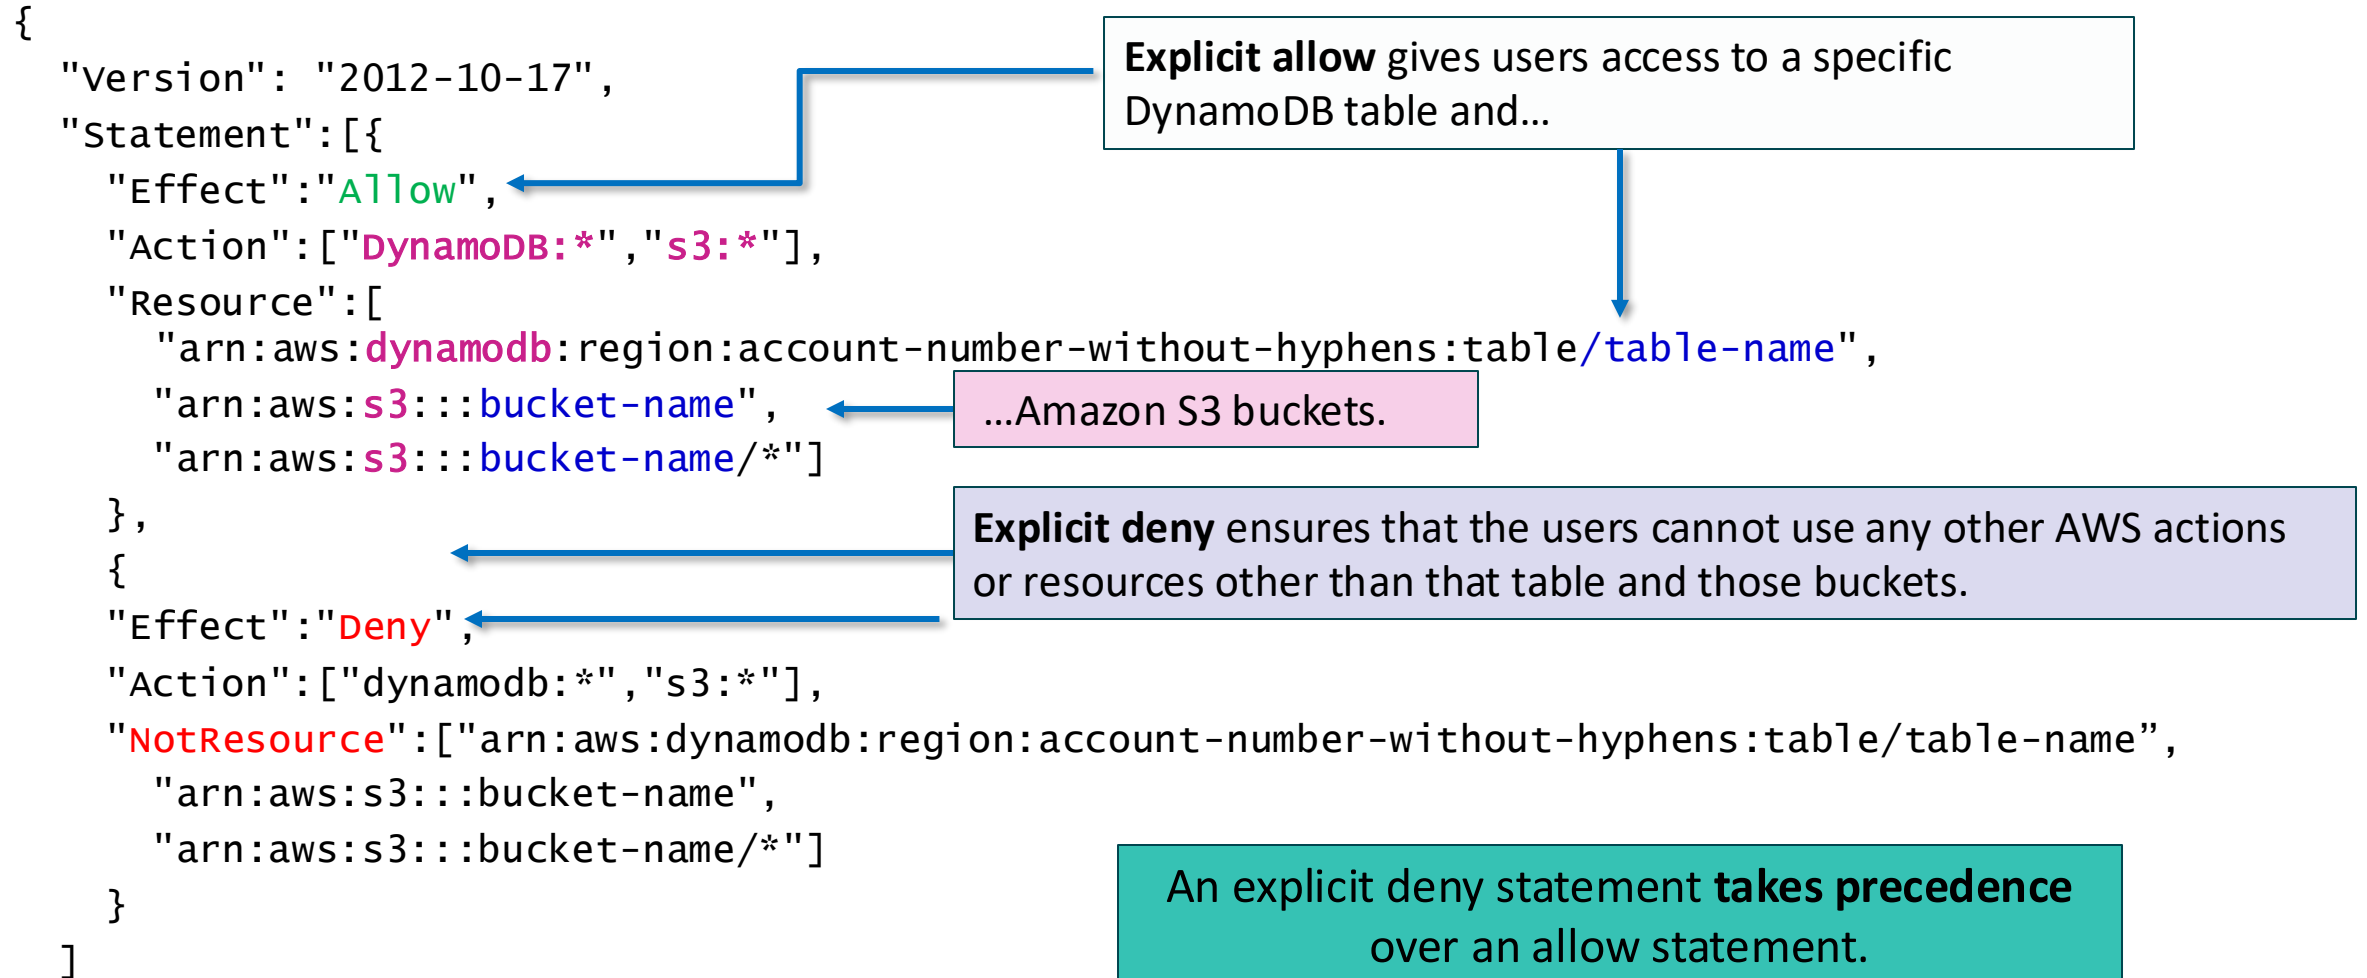 {
"Version": "2012-10-17",
"Statement":[{
"Effect":"Allow",
"Action":["DynamoDB:*","s3:*"],
"Resource":[
"arn:aws:dynamodb:region:account-number-without-hyphens:table/table-name",
"arn:aws:s3:::bucket-name",
"arn:aws:s3:::bucket-name/*"]
},
{
"Effect":"Deny",
"Action":["dynamodb:*","s3:*"],
"NotResource":["arn:aws:dynamodb:region:account-number-without-hyphens:table/table-name”,
"arn:aws:s3:::bucket-name",
"arn:aws:s3:::bucket-name/*"]
}
]
Explicit allow gives users access to a specific
DynamoDB table and…
…Amazon S3 buckets.
Explicit deny ensures that the users cannot use any other AWS actions
or resources other than that table and those buckets.
An explicit deny statement takes precedence
over an allow statement.